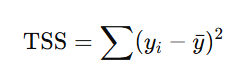 TSS = ∑(yᵢ − ȳ)²